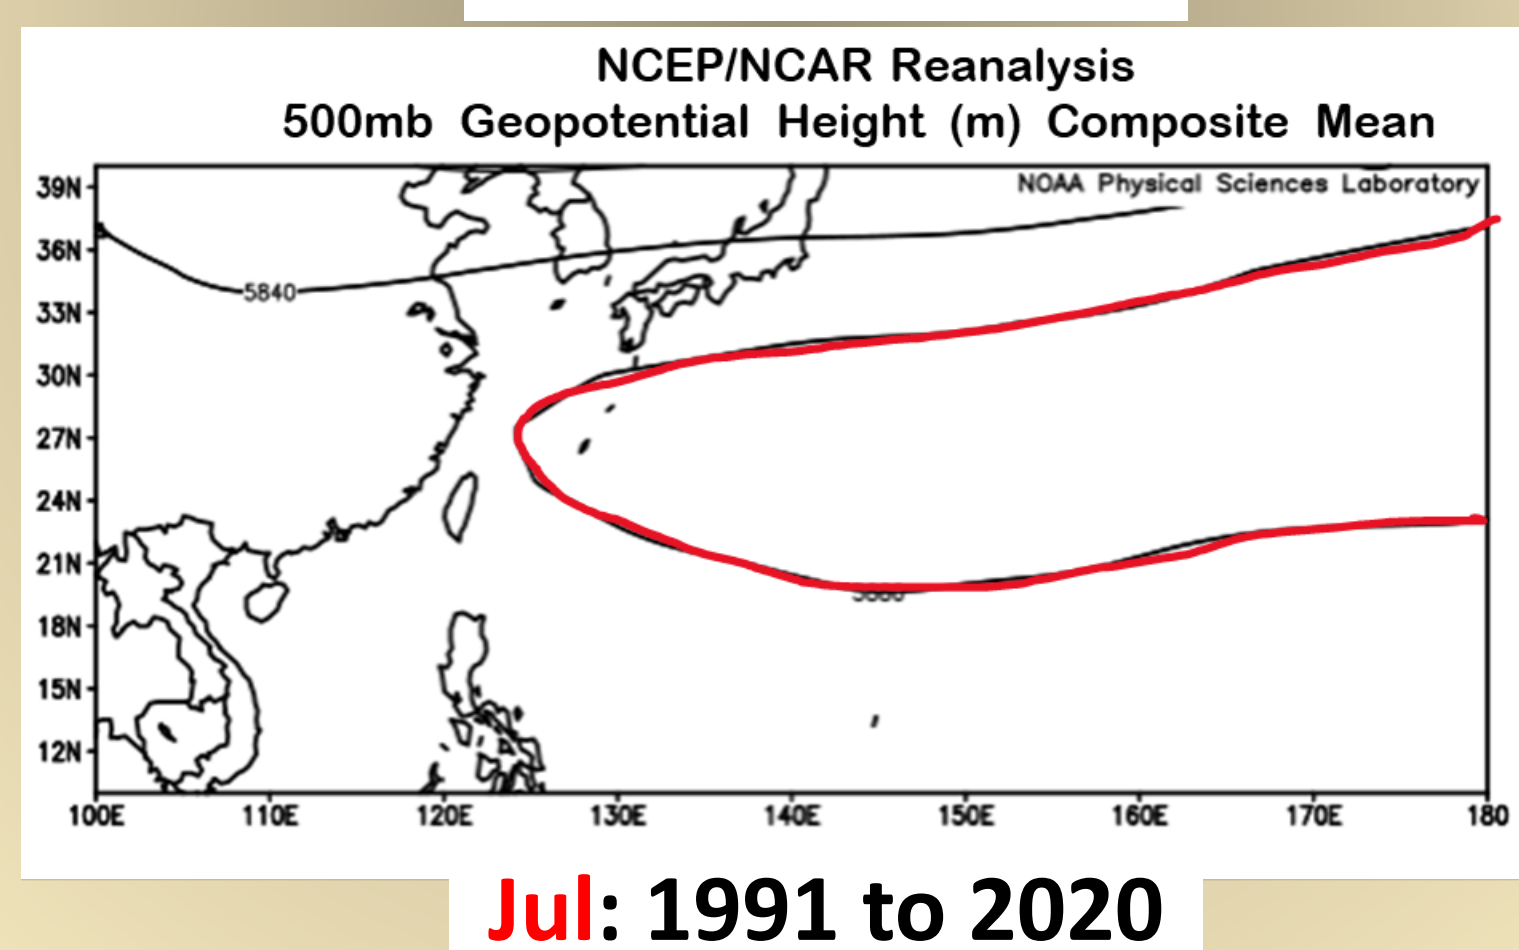 NCEP/NCAR Reanalysis
500mb Geopotential Height (m) Composite Mean
NOAA Physical Sciences Laboratory
39N
36N
33N
30N
27N
24N
21N
18N
15N
12N
5840
100E 110E 120E 130E 140E 150E 160E 170E 180
Jul: 1991 to 2020